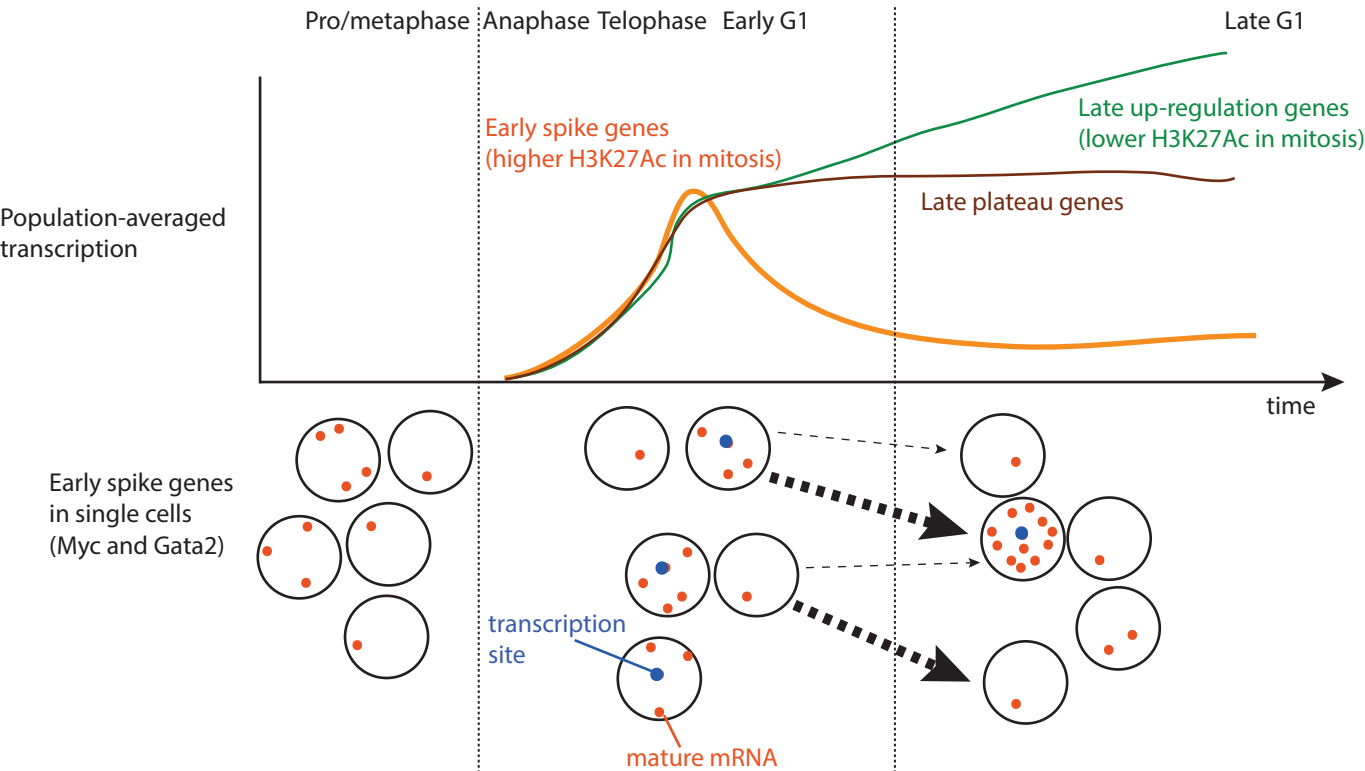 Pro/metaphase Anaphase Telophase Early G1 Late G1
Early spike genes
(higher H3K27Ac in mitosis)
Late up-regulation genes
(lower H3K27Ac in mitosis)
Late plateau genes
Population-averaged
transcription
time
Early spike genes
in single cells
(Myc and Gata2)
transcription
site
mature mRNA